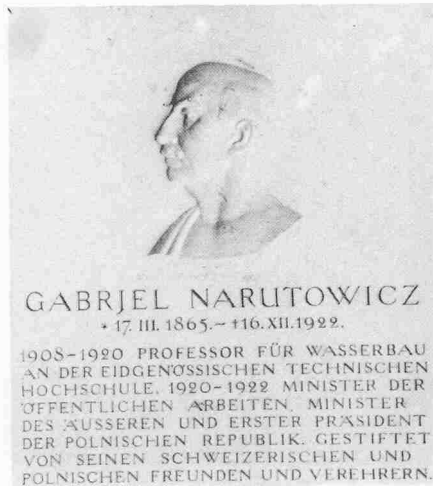 GABRJEL NARUTOWICZ
* 17. III. 1865. – †16. XII. 1922.
1908-1920 PROFESSOR FÜR WASSERBAU
AN DER EIDGENÖSSISCHEN TECHNISCHEN
HOCHSCHULE. 1920-1922 MINISTER DER
ÖFFENTLICHEN ARBEITEN, MINISTER
DES ÄUSSEREN UND ERSTER PRÄSIDENT
DER POLNISCHEN REPUBLIK. GESTIFTET
VON SEINEN SCHWEIZERISCHEN UND
POLNISCHEN FREUNDEN UND VEREHRERN.